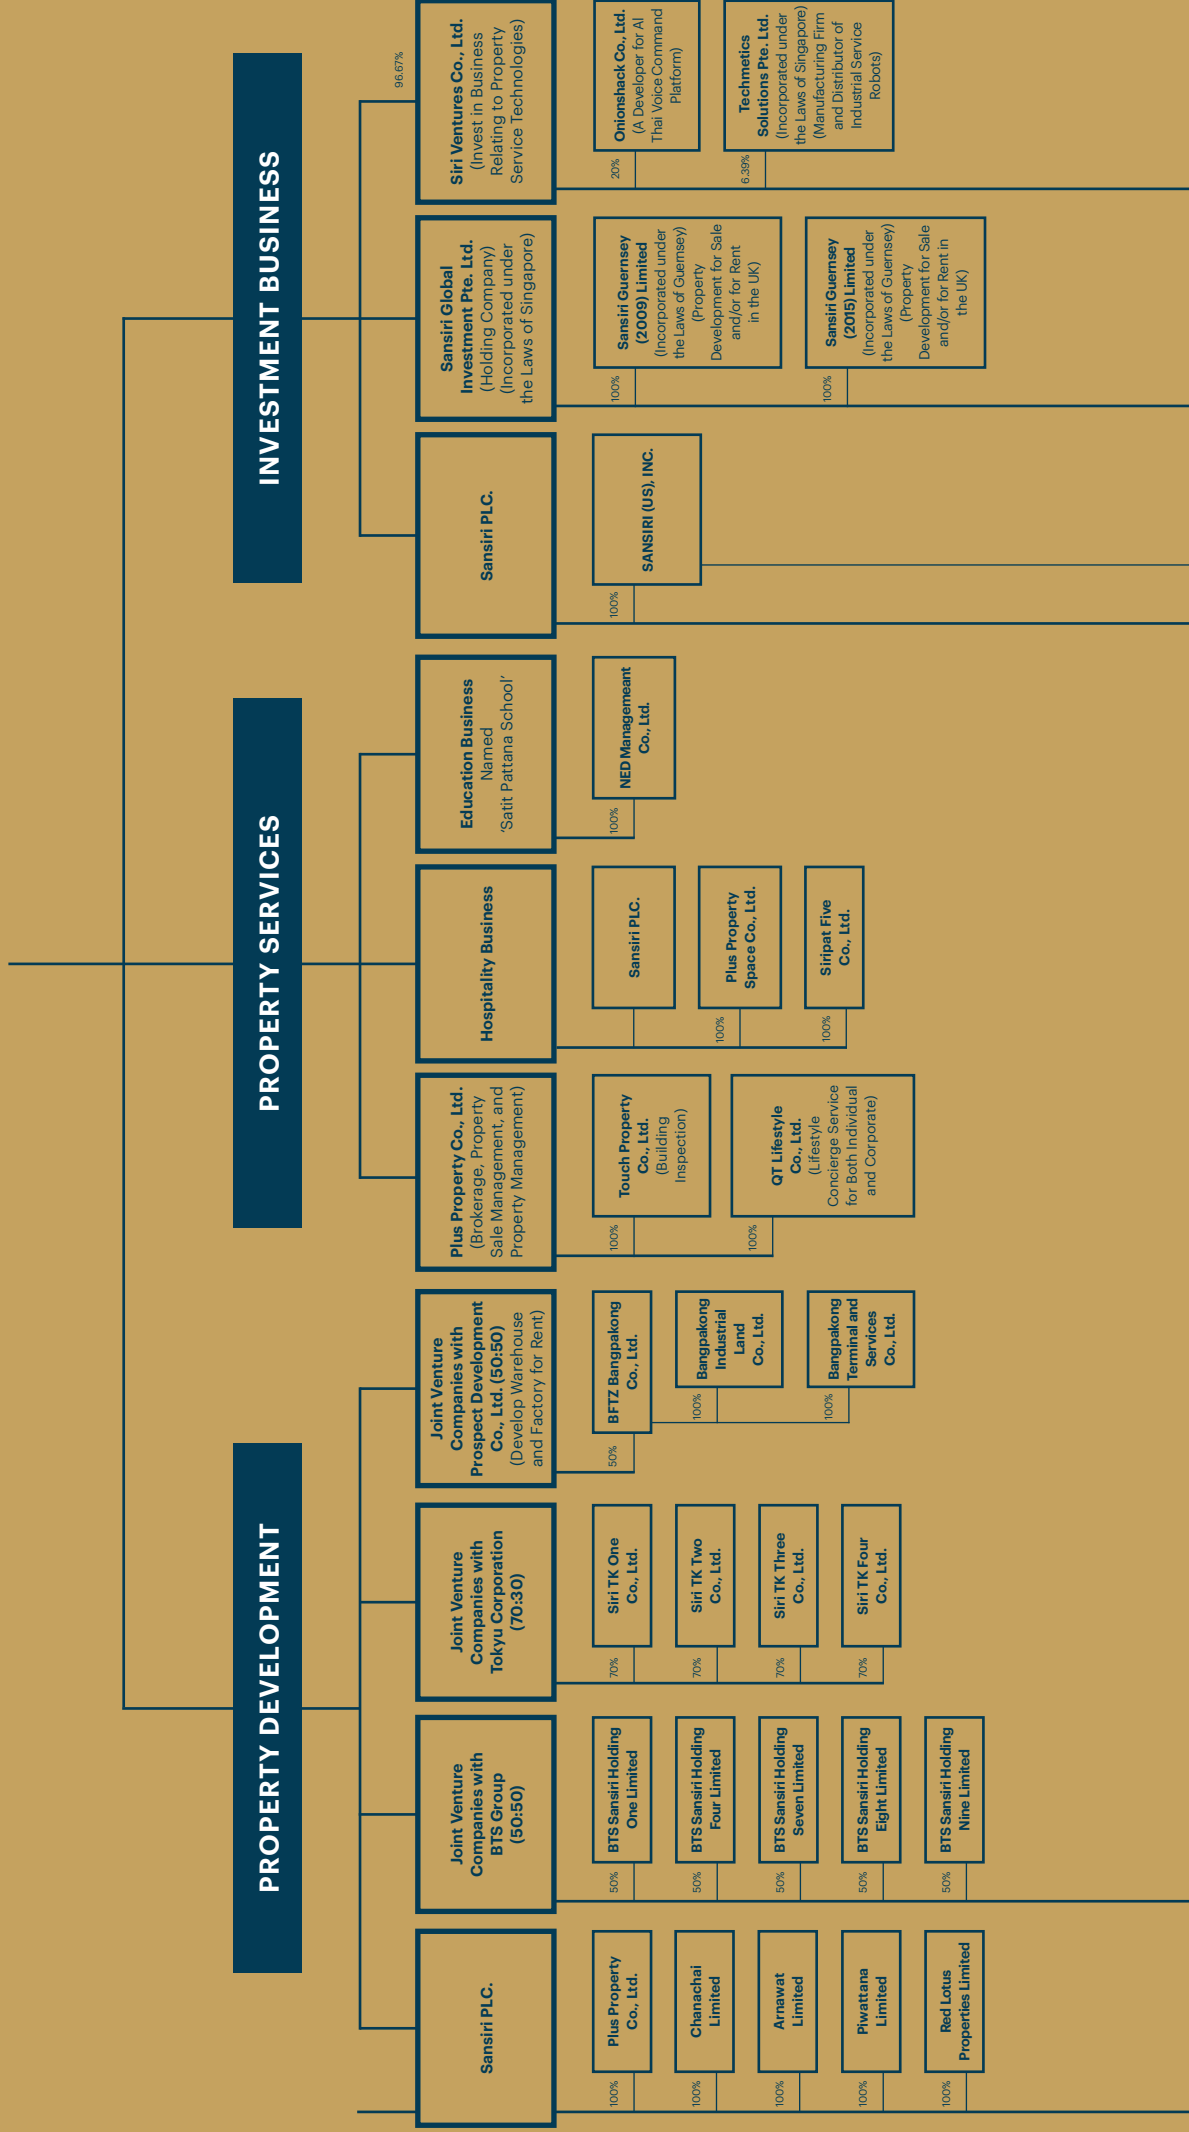 PROPERTY DEVELOPMENT
PROPERTY SERVICES
INVESTMENT BUSINESS
Sansiri PLC.
100%
Plus Property
Co., Ltd.
100%
Chanachai
Limited
100%
Arnawat
Limited
100%
Piwattana
Limited
100%
Red Lotus
Properties Limited
Joint Venture
Companies with
BTS Group
(50:50)
50%
BTS Sansiri Holding
One Limited
50%
BTS Sansiri Holding
Four Limited
50%
BTS Sansiri Holding
Seven Limited
50%
BTS Sansiri Holding
Eight Limited
50%
BTS Sansiri Holding
Nine Limited
Joint Venture
Companies with
Tokyu Corporation
(70:30)
70%
Siri TK One
Co., Ltd.
70%
Siri TK Two
Co., Ltd.
70%
Siri TK Three
Co., Ltd.
70%
Siri TK Four
Co., Ltd.
Joint Venture
Companies with
Prospect Development
Co., Ltd. (50:50)
(Develop Warehouse
and Factory for Rent)
50%
BFTZ Bangpakong
Co., Ltd.
100%
Bangpakong
Industrial
Land
Co., Ltd.
100%
Bangpakong
Terminal and
Services
Co., Ltd.
Plus Property Co., Ltd.
(Brokerage, Property
Sale Management, and
Property Management)
100%
Touch Property
Co., Ltd.
(Building
Inspection)
100%
QT Lifestyle
Co., Ltd.
(Lifestyle
Concierge Service
for Both Individual
and Corporate)
Hospitality Business
Sansiri PLC.
100%
Plus Property
Space Co., Ltd.
100%
Siripat Five
Co., Ltd.
Education Business
Named
‘Satit Pattana School’
100%
NED Managemeant
Co., Ltd.
Sansiri PLC.
100%
SANSIRI (US), INC.
Sansiri Global
Investment Pte. Ltd.
(Holding Company)
(Incorporated under
the Laws of Singapore)
100%
Sansiri Guernsey
(2009) Limited
(Incorporated under
the Laws of Guernsey)
(Property
Development for Sale
and/or for Rent
in the UK)
100%
Sansiri Guernsey
(2015) Limited
(Incorporated under
the Laws of Guernsey)
(Property
Development for Sale
and/or for Rent in
the UK)
96.67%
Siri Ventures Co., Ltd.
(Invest in Business
Relating to Property
Service Technologies)
20%
Onionshack Co., Ltd.
(A Developer for AI
Thai Voice Command
Platform)
6.39%
Techmetics
Solutions Pte. Ltd.
(Incorporated under
the Laws of Singapore)
(Manufacturing Firm
and Distributor of
Industrial Service
Robots)